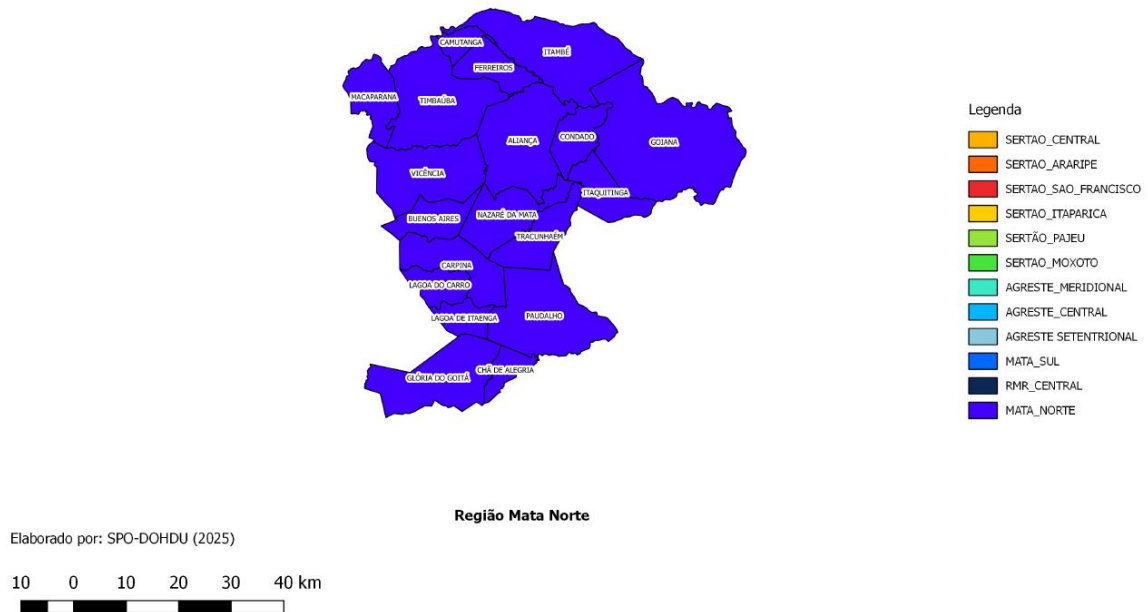 CAMUTANGA
ITAMBÉ
FERREIROS
MACAPARANA
TIMBAÚBA
ALIANÇA
CONDADO
GOIANA
VICÊNCIA
ITAQUITINGA
BUENOS AIRES
NAZARÉ DA MATA
TRACUNHAÉM
CARPINA
LAGOA DO CARRO
LAGOA DE ITAENGA
PAUDALHO
CHÃ DE ALEGRIA
GLÓRIA DO GOITÁ
Legenda
SERTAO_CENTRAL
SERTAO_ARARIPE
SERTAO_SAO_FRANCISCO
SERTAO_ITAPARICA
SERTÃO_PAJEU
SERTAO_MOXOTO
AGRESTE_MERIDIONAL
AGRESTE_CENTRAL
AGRESTE SETENTRIONAL
MATA_SUL
RMR_CENTRAL
MATA_NORTE
Região Mata Norte
Elaborado por: SPO-DOHDU (2025)
10 0 10 20 30 40 km